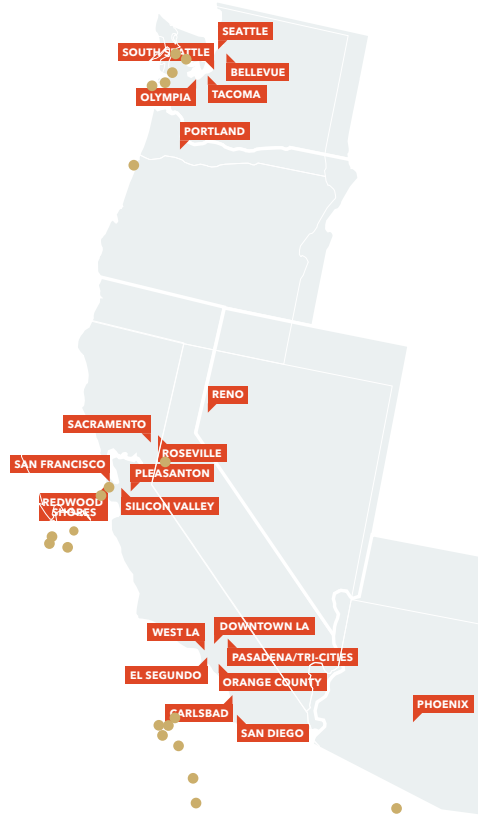 SEATTLE
SOUTH SEATTLE
BELLEVUE
TACOMA
OLYMPIA
PORTLAND
RENO
SACRAMENTO
ROSEVILLE
SAN FRANCISCO
PLEASANTON
REDWOOD
SHORES
SILICON VALLEY
DOWNTOWN LA
WEST LA
PASADENA/TRI-CITIES
EL SEGUNDO
ORANGE COUNTY
PHOENIX
CARLSBAD
SAN DIEGO